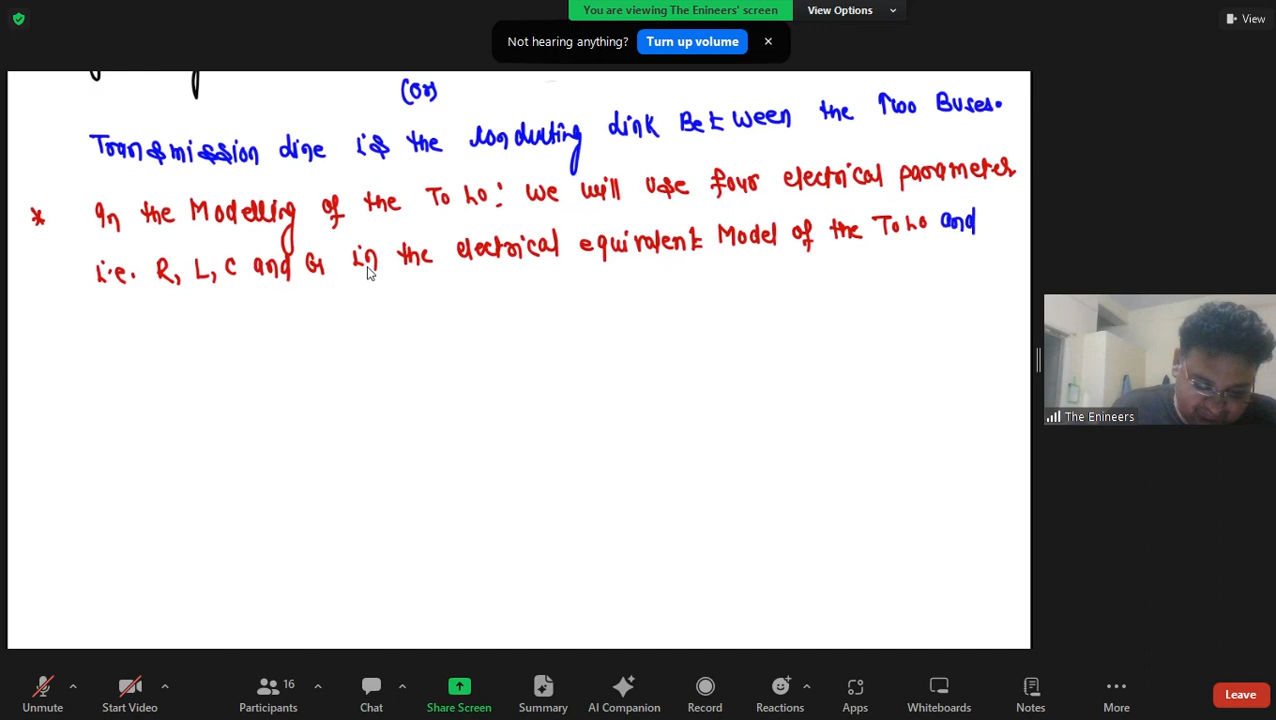 You are viewing The Enineers' screen
View Options
View
Not hearing anything?
Turn up volume
(Or)
Transmission Line is the conducting Link BetWeen the Two Buses.
* In the Modelling of the T.L.: We will use four electrical parameter
i.e. R, L, C and G in the electrical equivalent Model of the T.L. and
The Enineers
Unmute
Start Video
16
Participants
Chat
Share Screen
Summary
AI Companion
Record
Reactions
Apps
Whiteboards
Notes
More
Leave